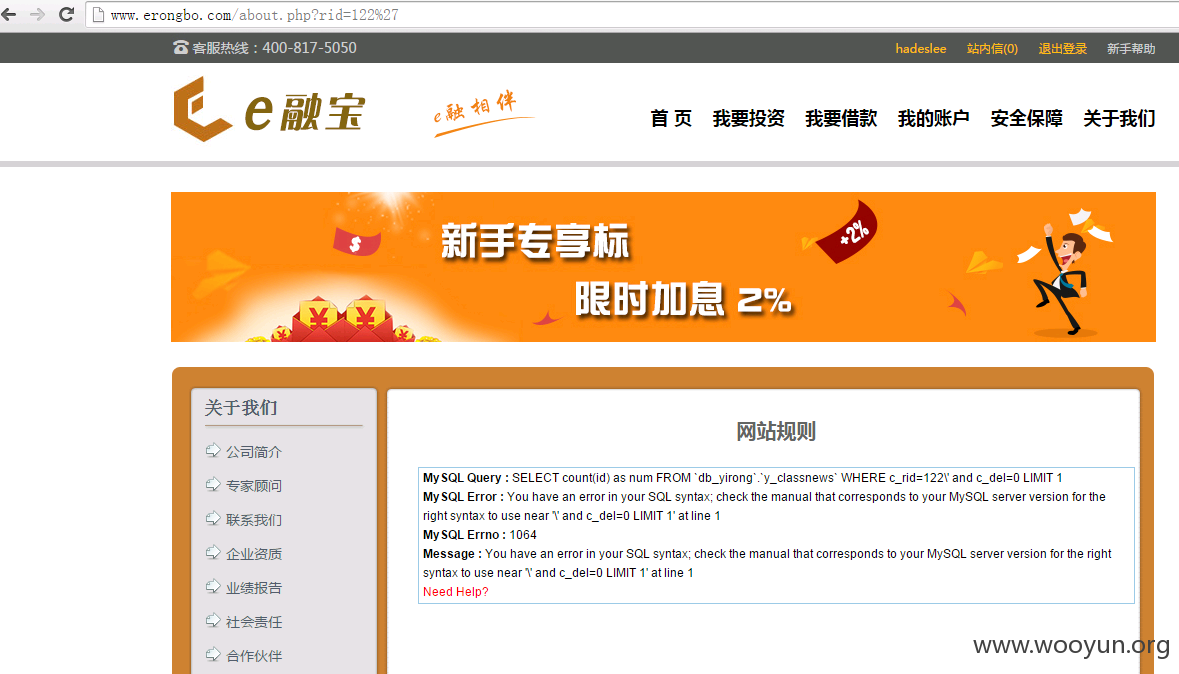 www.erongbo.com/about.php?rid=122%27
客服热线：400-817-5050
hadeslee 站内信(0) 退出登录 新手帮助
e融宝
e融相伴
首 页 我要投资 我要借款 我的账户 安全保障 关于我们
$
+2%
新手专享标
限时加息 2%
¥ ¥ ¥ ¥
关于我们
公司简介
专家顾问
联系我们
企业资质
业绩报告
社会责任
合作伙伴
网站规则
MySQL Query : SELECT count(id) as num FROM `db_yirong`.`y_classnews` WHERE c_rid=122\' and c_del=0 LIMIT 1
MySQL Error : You have an error in your SQL syntax; check the manual that corresponds to your MySQL server version for the
right syntax to use near '\' and c_del=0 LIMIT 1' at line 1
MySQL Errno : 1064
Message : You have an error in your SQL syntax; check the manual that corresponds to your MySQL server version for the right
syntax to use near '\' and c_del=0 LIMIT 1' at line 1
Need Help?
www.wooyun.org